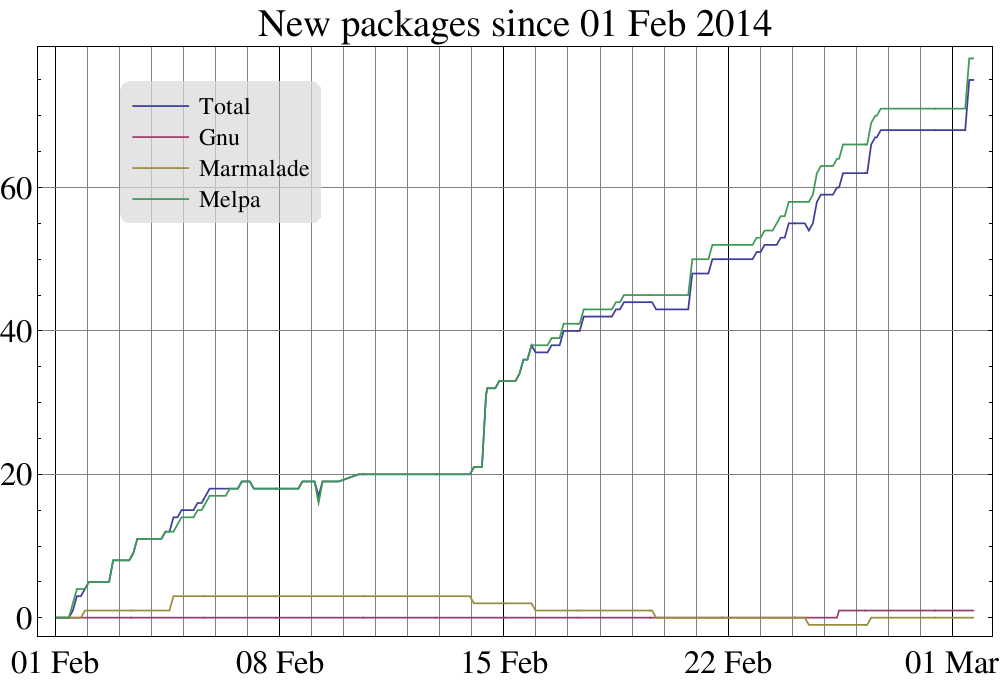 New packages since 01 Feb 2014
Total
Gnu
Marmalade
Melpa
60
40
20
0
01 Feb 08 Feb 15 Feb 22 Feb 01 Mar